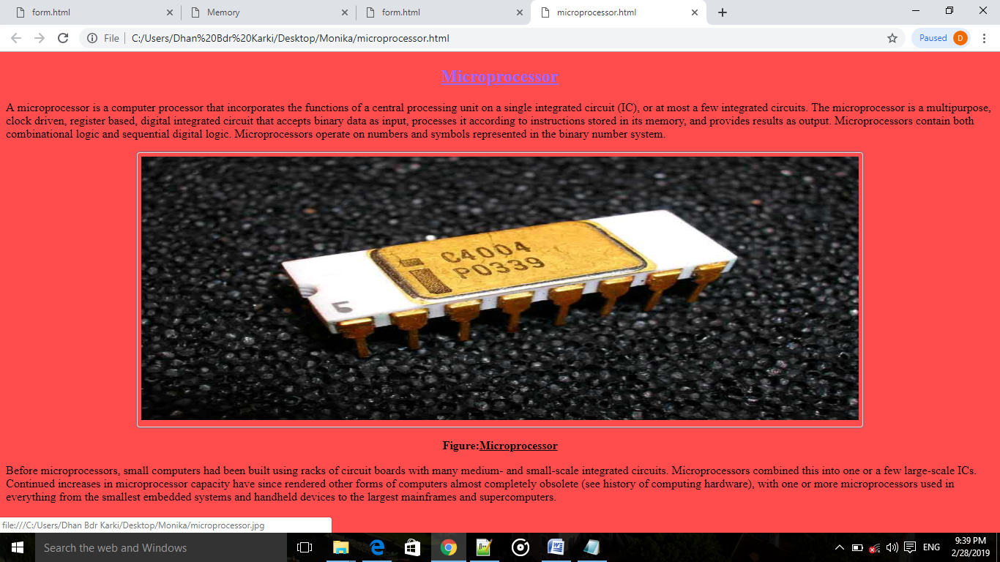 form.html
Memory
form.html
microprocessor.html
File
C:/Users/Dhan%20Bdr%20Karki/Desktop/Monika/microprocessor.html
Paused
D
Microprocessor
A microprocessor is a computer processor that incorporates the functions of a central processing unit on a single integrated circuit (IC), or at most a few integrated circuits. The microprocessor is a multipurpose,
clock driven, register based, digital integrated circuit that accepts binary data as input, processes it according to instructions stored in its memory, and provides results as output. Microprocessors contain both
combinational logic and sequential digital logic. Microprocessors operate on numbers and symbols represented in the binary number system.
C4004
P0339
Figure:Microprocessor
Before microprocessors, small computers had been built using racks of circuit boards with many medium- and small-scale integrated circuits. Microprocessors combined this into one or a few large-scale ICs.
Continued increases in microprocessor capacity have since rendered other forms of computers almost completely obsolete (see history of computing hardware), with one or more microprocessors used in
everything from the smallest embedded systems and handheld devices to the largest mainframes and supercomputers.
file:///C:/Users/Dhan Bdr Karki/Desktop/Monika/microprocessor.jpg
Search the web and Windows
ENG
9:39 PM
2/28/2019